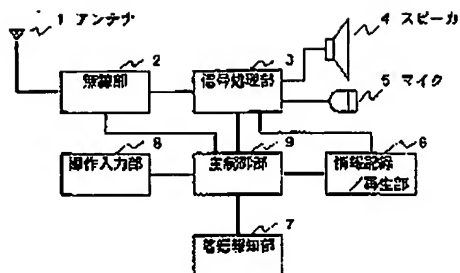 1 アンテナ
4 スピーカ
2
3
無線部
信号処理部
5 マイク
8
9
6
操作入力部
主制御部
情報記録
/再生部
7
着信報知部